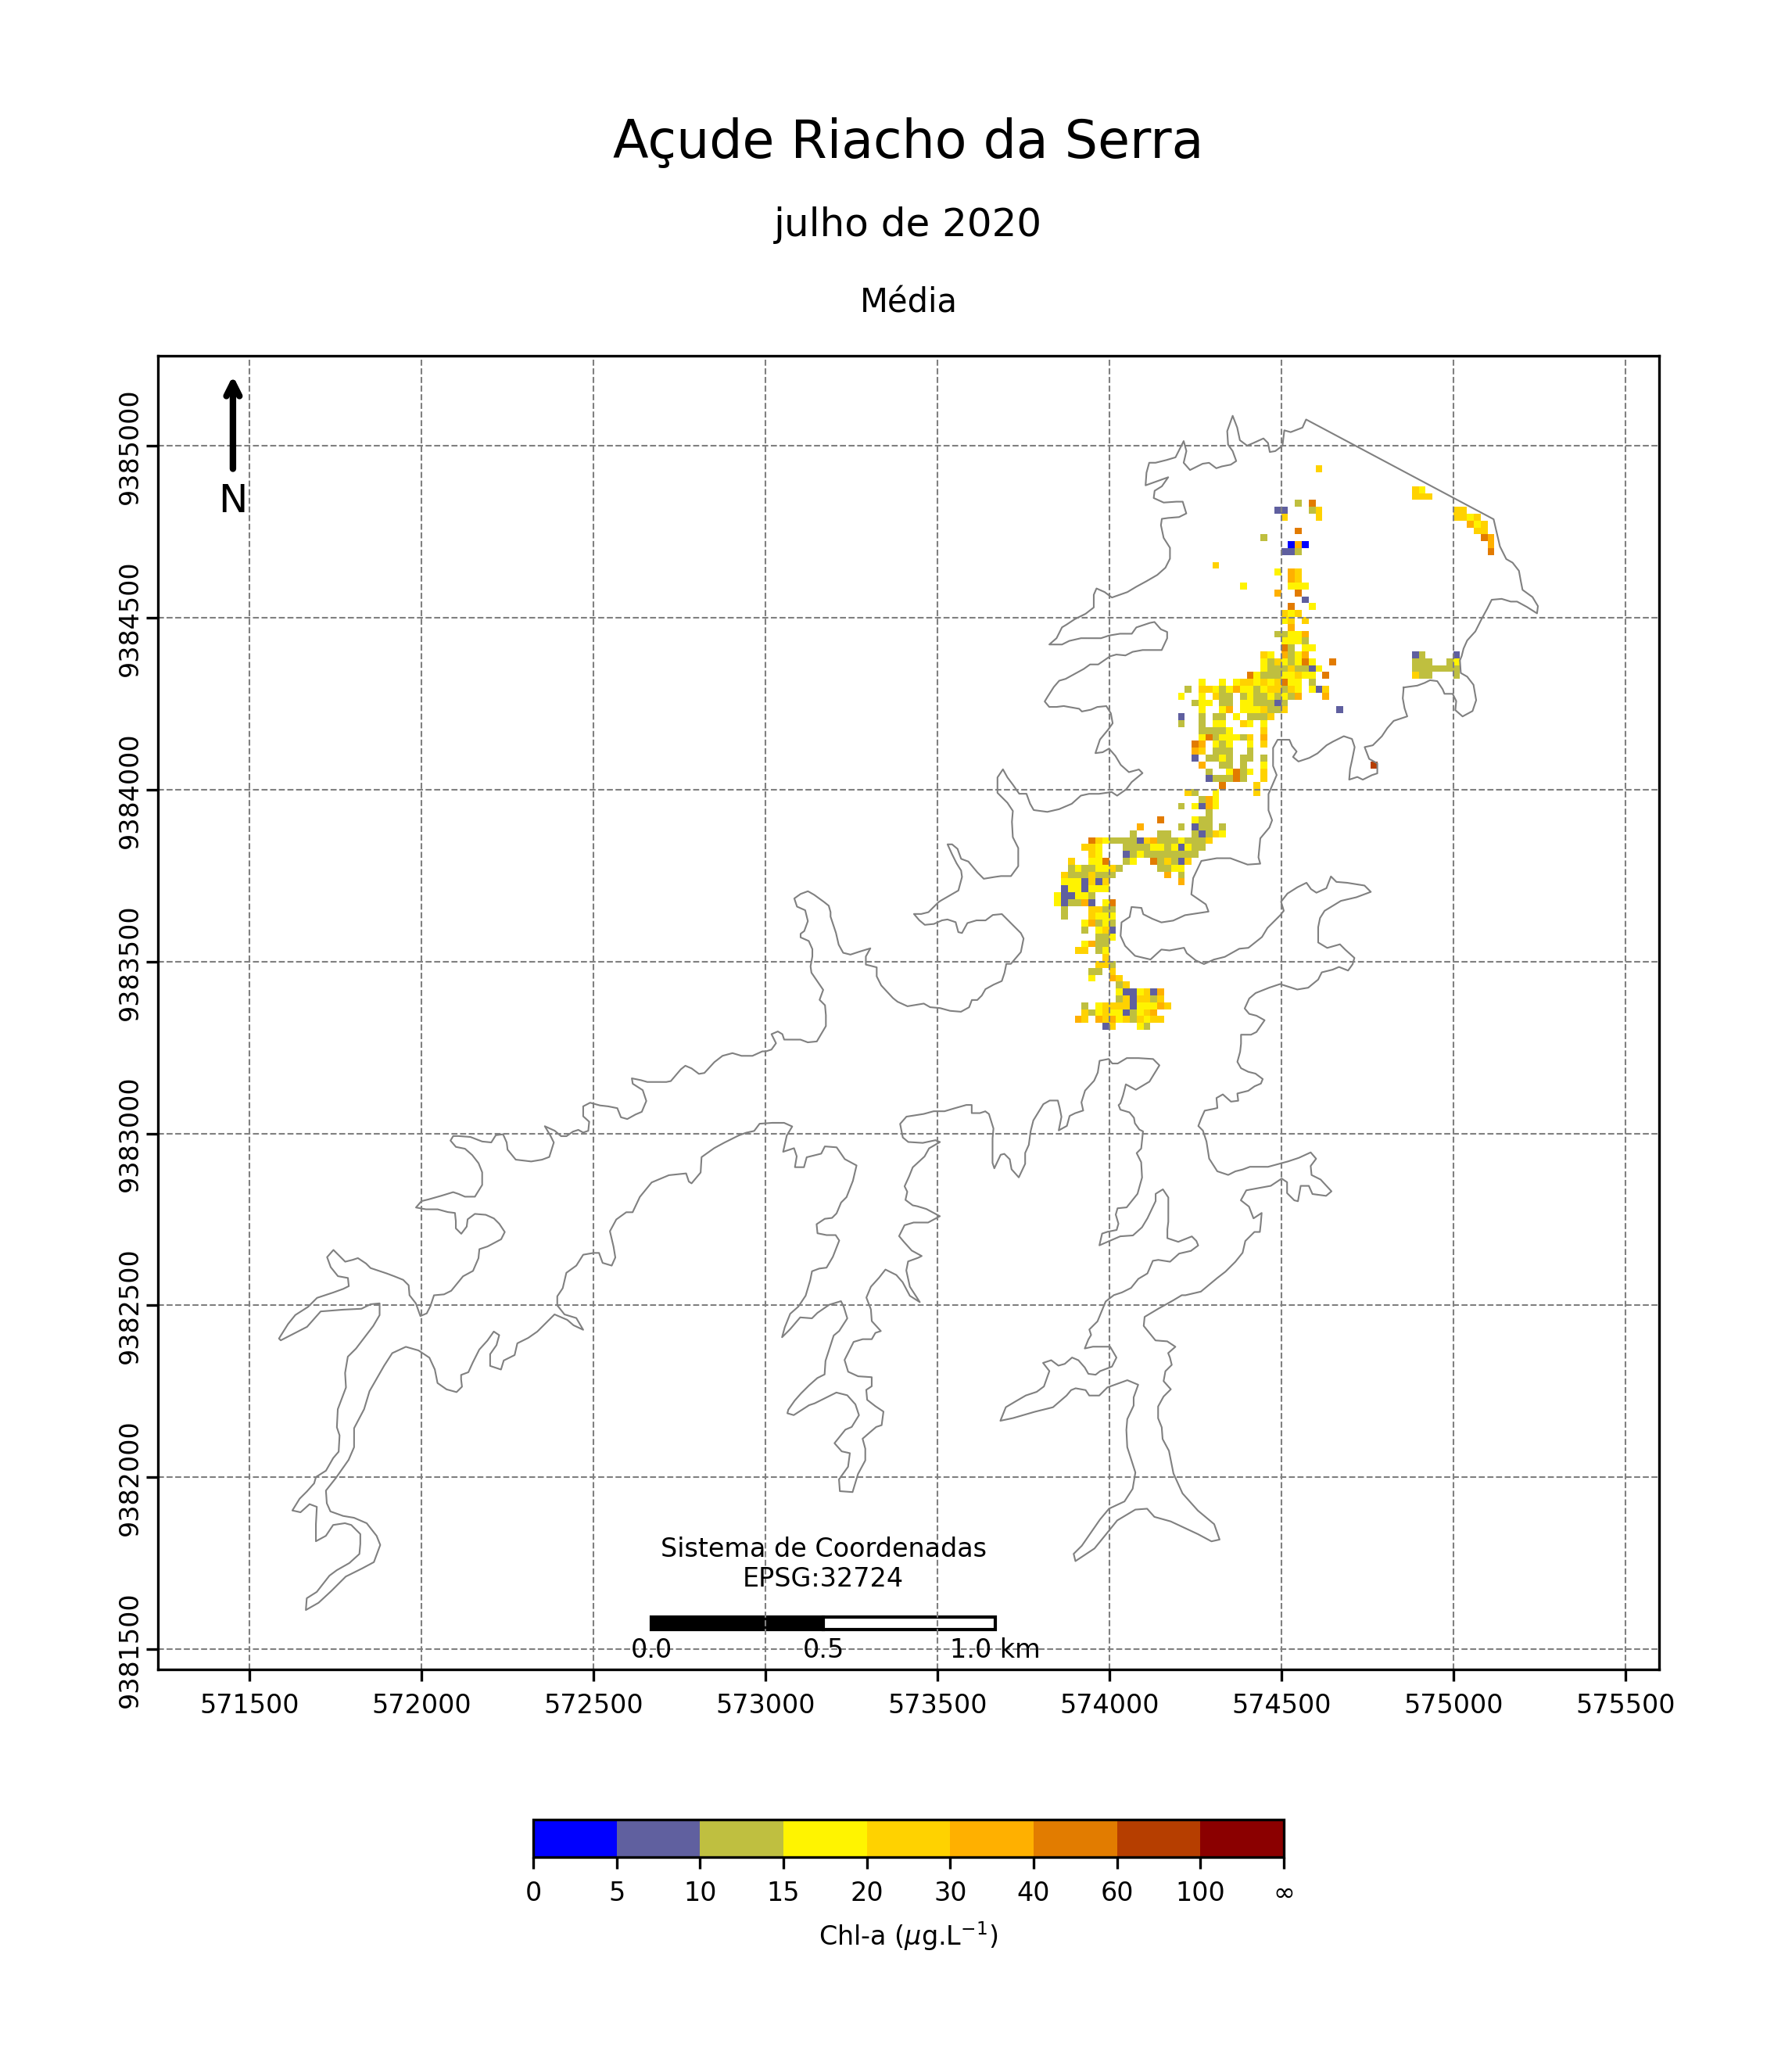 Açude Riacho da Serra
julho de 2020
Média
N
9385000
9384500
9384000
9383500
9383000
9382500
9382000
9381500
Sistema de Coordenadas
EPSG:32724
0.0 0.5 1.0 km
571500 572000 572500 573000 573500 574000 574500 575000 575500
0 5 10 15 20 30 40 60 100 ∞
Chl-a (μg.L⁻¹)